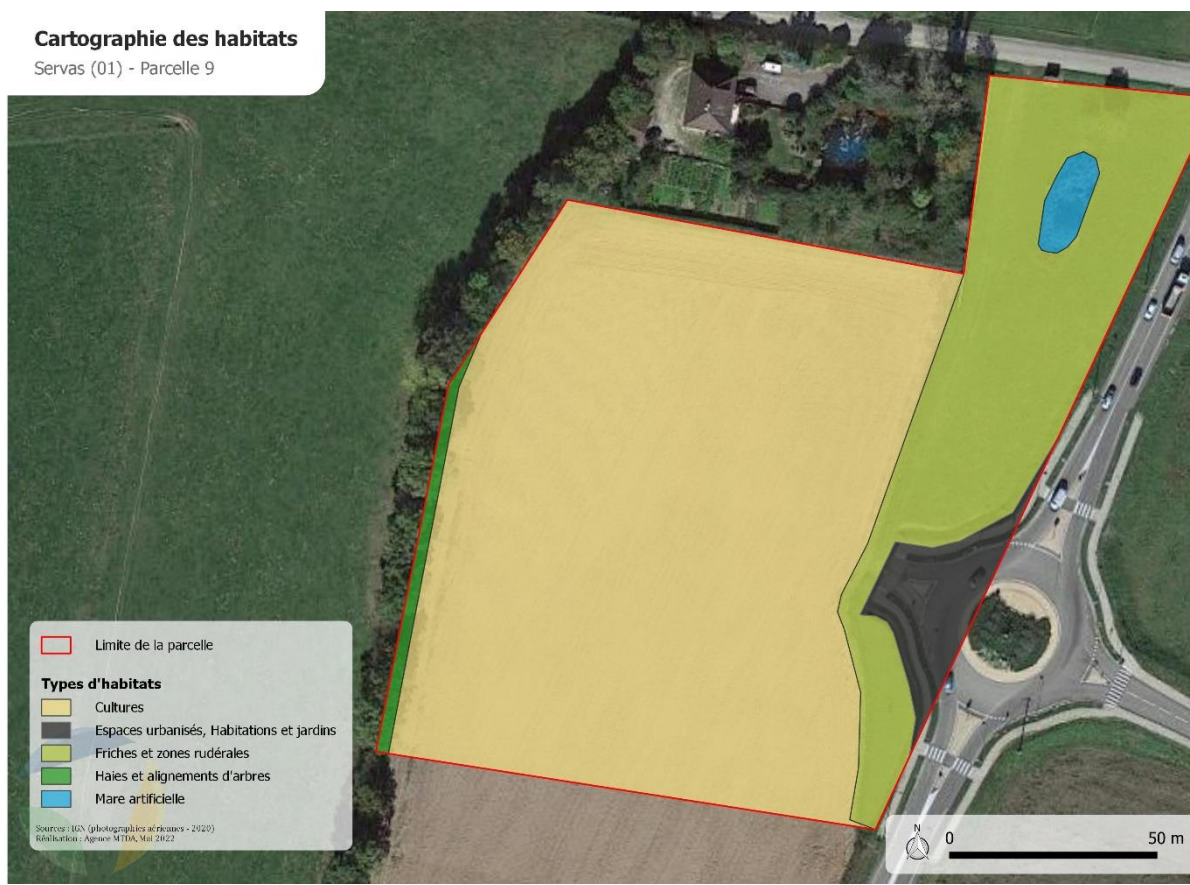 Cartographie des habitats
Servas (01) - Parcelle 9
Limite de la parcelle
Types d'habitats
Cultures
Espaces urbanisés, Habitations et jardins
Friches et zones rudérales
Haies et alignements d'arbres
Mare artificielle
Sources : IGN (photographies aériennes - 2020)
Réalisation : Agence MTDA, Mai 2022
N
0 50 m